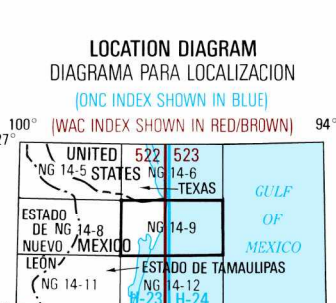 LOCATION DIAGRAM
DIAGRAMA PARA LOCALIZACION
(ONC INDEX SHOWN IN BLUE)
100° (WAC INDEX SHOWN IN RED/BROWN) 94°
27°
UNITED 522 523
NG 14-5 STATES NG 14-6
TEXAS
GULF
ESTADO
OF
DE NG 14-8 NG 14-9
NUEVO MEXICO MEXICO
LEÓN
ESTADO DE TAMAULIPAS
NG 14-11 NG 14-12
H-23 H-24